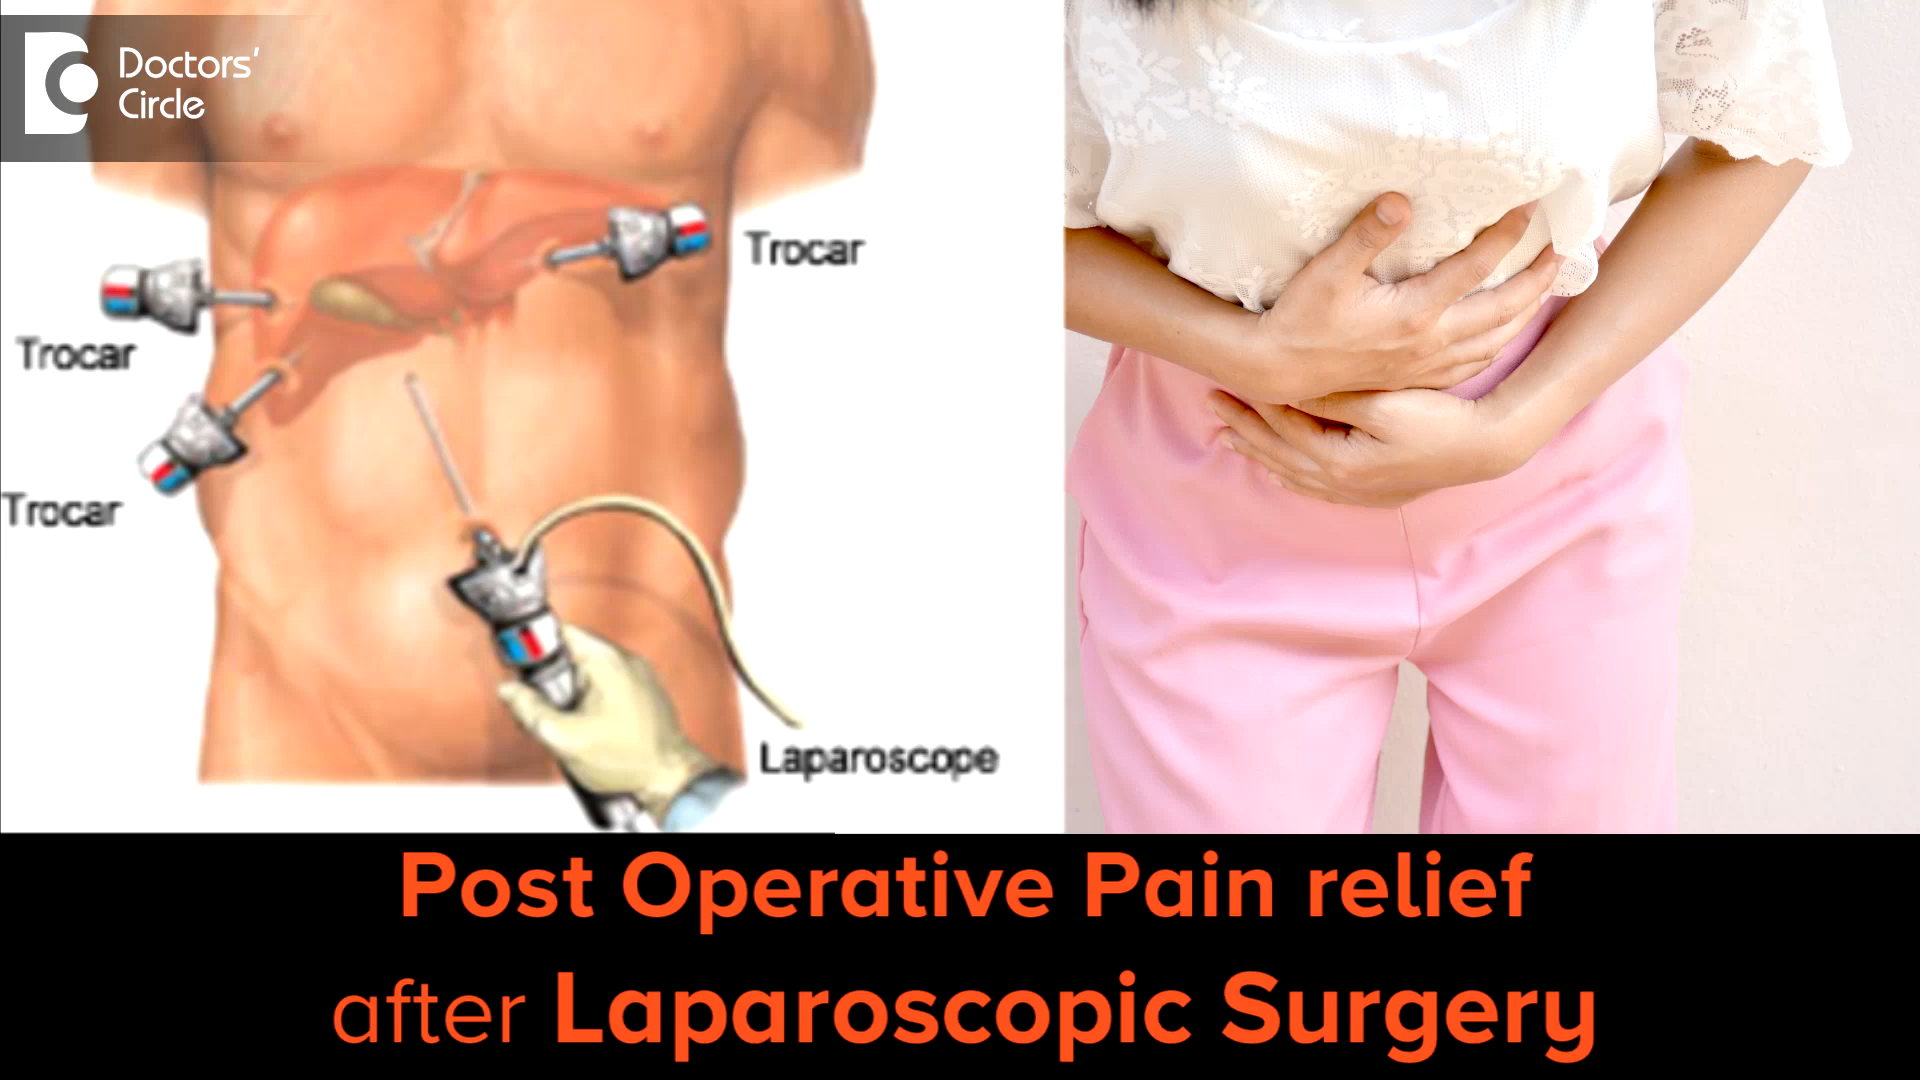 Doctors'
Circle
Trocar
Trocar
Trocar
Laparoscope
Post Operative Pain relief
after Laparoscopic Surgery